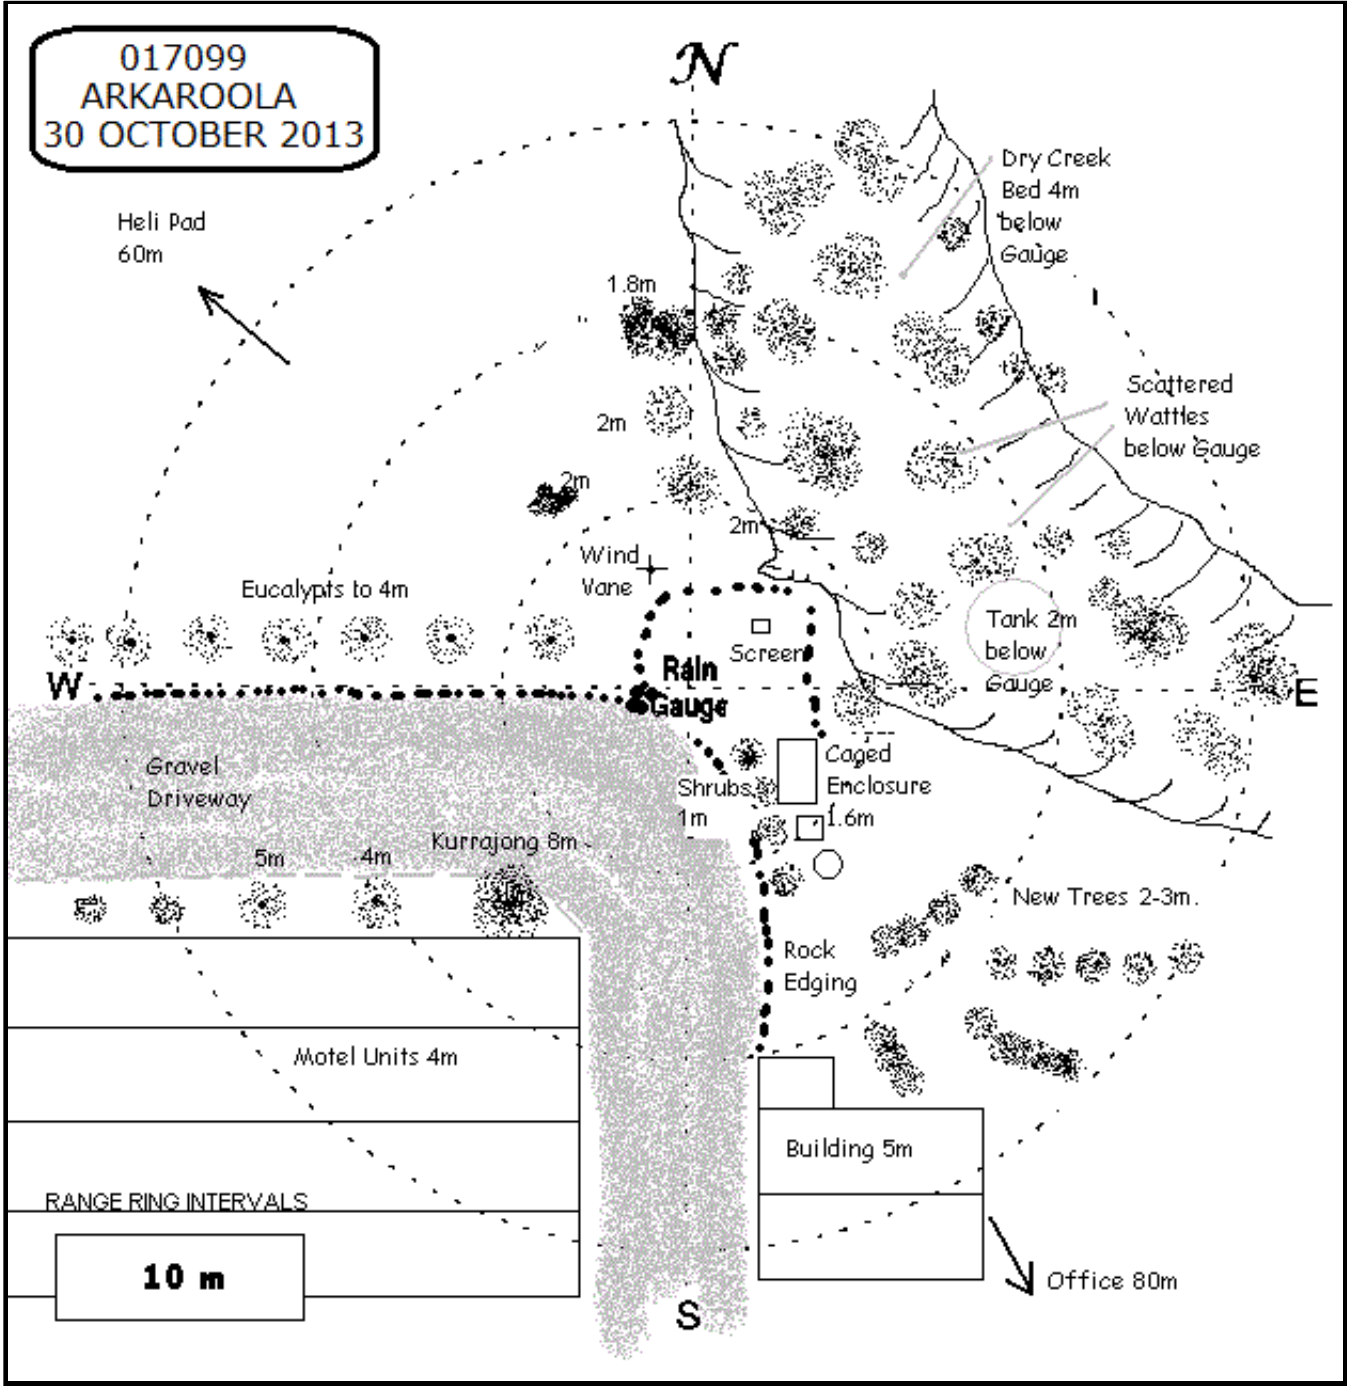 017099
ARKAROOLA
30 OCTOBER 2013
N
Heli Pad
60m
Dry Creek
Bed 4m
below
Gauge
1.8m
Scattered
Wattles
below Gauge
2m
2m
2m
Wind
Vane
Eucalypts to 4m
Screen
Tank 2m
below
Gauge
W
Rain
Gauge
E
Gravel
Driveway
Caged
Enclosure
1.6m
Shrubs
1m
Kurrajong 8m
5m
4m
New Trees 2-3m.
Rock
Edging
Motel Units 4m
Building 5m
RANGE RING INTERVALS
10 m
Office 80m
S